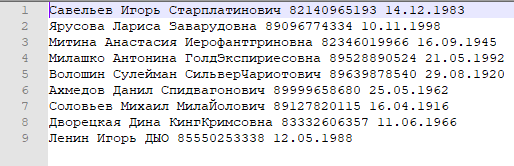 1 Савельев Игорь Старплатинович 82140965193 14.12.1983
2 Ярусова Лариса Заварудовна 89096774334 10.11.1998
3 Митина Анастасия Иерофантгриновна 82346019966 16.09.1945
4 Милашко Антонина ГолдЭкспириесовна 89528890524 21.05.1992
5 Волошин Сулейман СильверЧариотович 89639878540 29.08.1920
6 Ахмедов Данил Спидвагонович 89999658680 25.05.1962
7 Соловьев Михаил МилаЙолович 89127820115 16.04.1916
8 Дворецкая Дина КингКримсовна 83332606357 11.06.1966
9 Ленин Игорь ДЫО 85550253338 12.05.1988